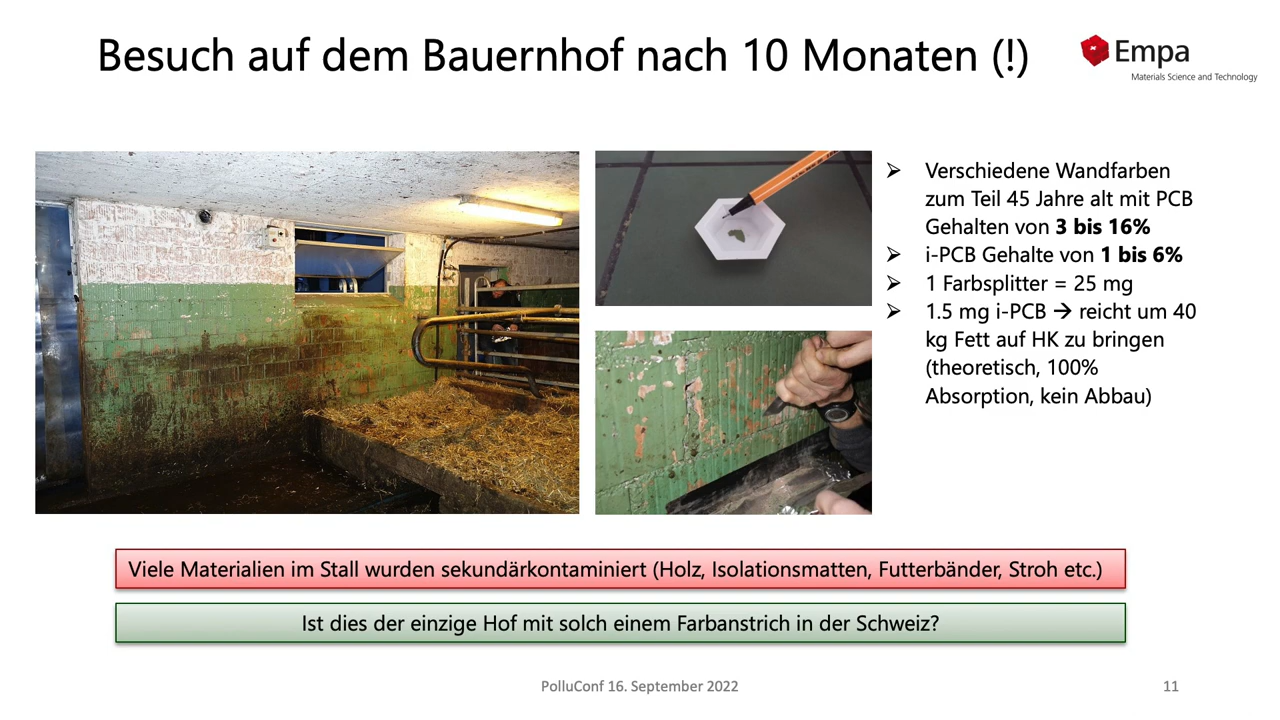 Besuch auf dem Bauernhof nach 10 Monaten (!)
Empa
Materials Science and Technology
➢ Verschiedene Wandfarben
zum Teil 45 Jahre alt mit PCB
Gehalten von 3 bis 16%
➢ i-PCB Gehalte von 1 bis 6%
➢ 1 Farbsplitter = 25 mg
➢ 1.5 mg i-PCB → reicht um 40
kg Fett auf HK zu bringen
(theoretisch, 100%
Absorption, kein Abbau)
Viele Materialien im Stall wurden sekundärkontaminiert (Holz, Isolationsmatten, Futterbänder, Stroh etc.)
Ist dies der einzige Hof mit solch einem Farbanstrich in der Schweiz?
PolluConf 16. September 2022
11